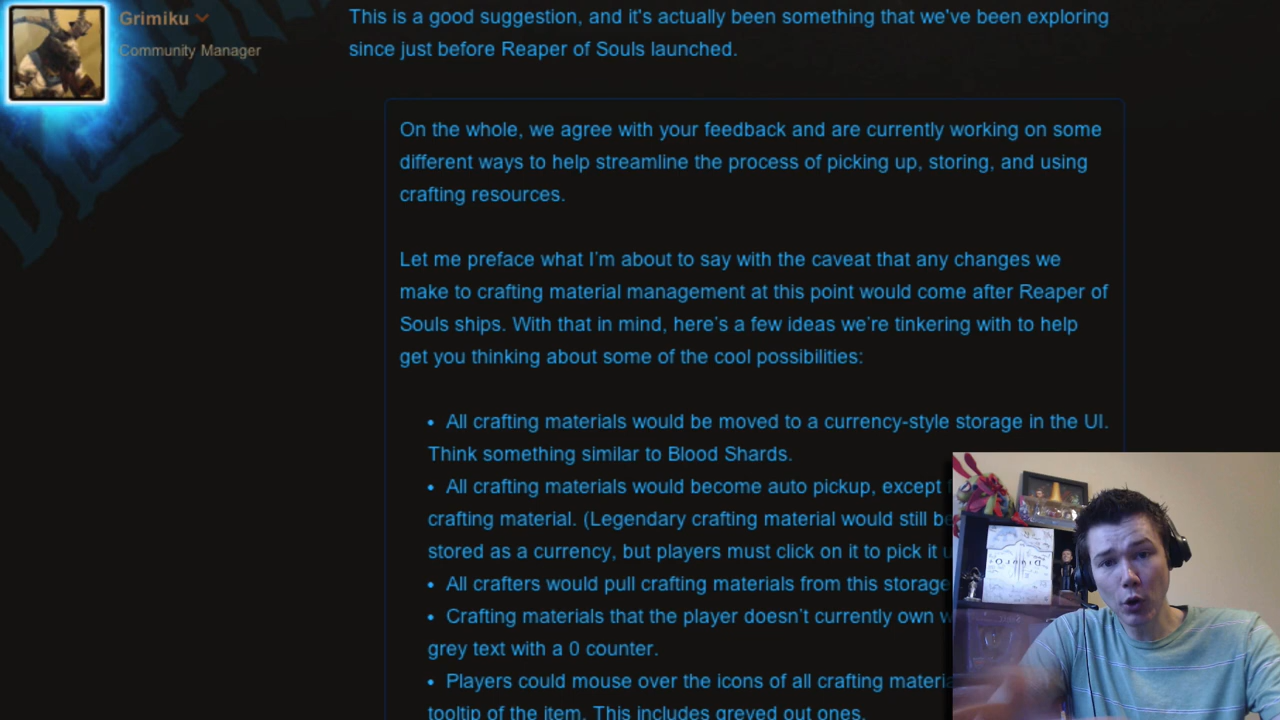 Grimiku
Community Manager
This is a good suggestion, and it's actually been something that we've been exploring
since just before Reaper of Souls launched.
On the whole, we agree with your feedback and are currently working on some
different ways to help streamline the process of picking up, storing, and using
crafting resources.
Let me preface what I'm about to say with the caveat that any changes we
make to crafting material management at this point would come after Reaper of
Souls ships. With that in mind, here's a few ideas we're tinkering with to help
get you thinking about some of the cool possibilities:
• All crafting materials would be moved to a currency-style storage in the UI.
Think something similar to Blood Shards.
• All crafting materials would become auto pickup, except
crafting material. (Legendary crafting material would still be
stored as a currency, but players must click on it to pick it
• All crafters would pull crafting materials from this storage
• Crafting materials that the player doesn't currently own
grey text with a 0 counter.
• Players could mouse over the icons of all crafting
tooltip of the item. This includes greyed out ones.